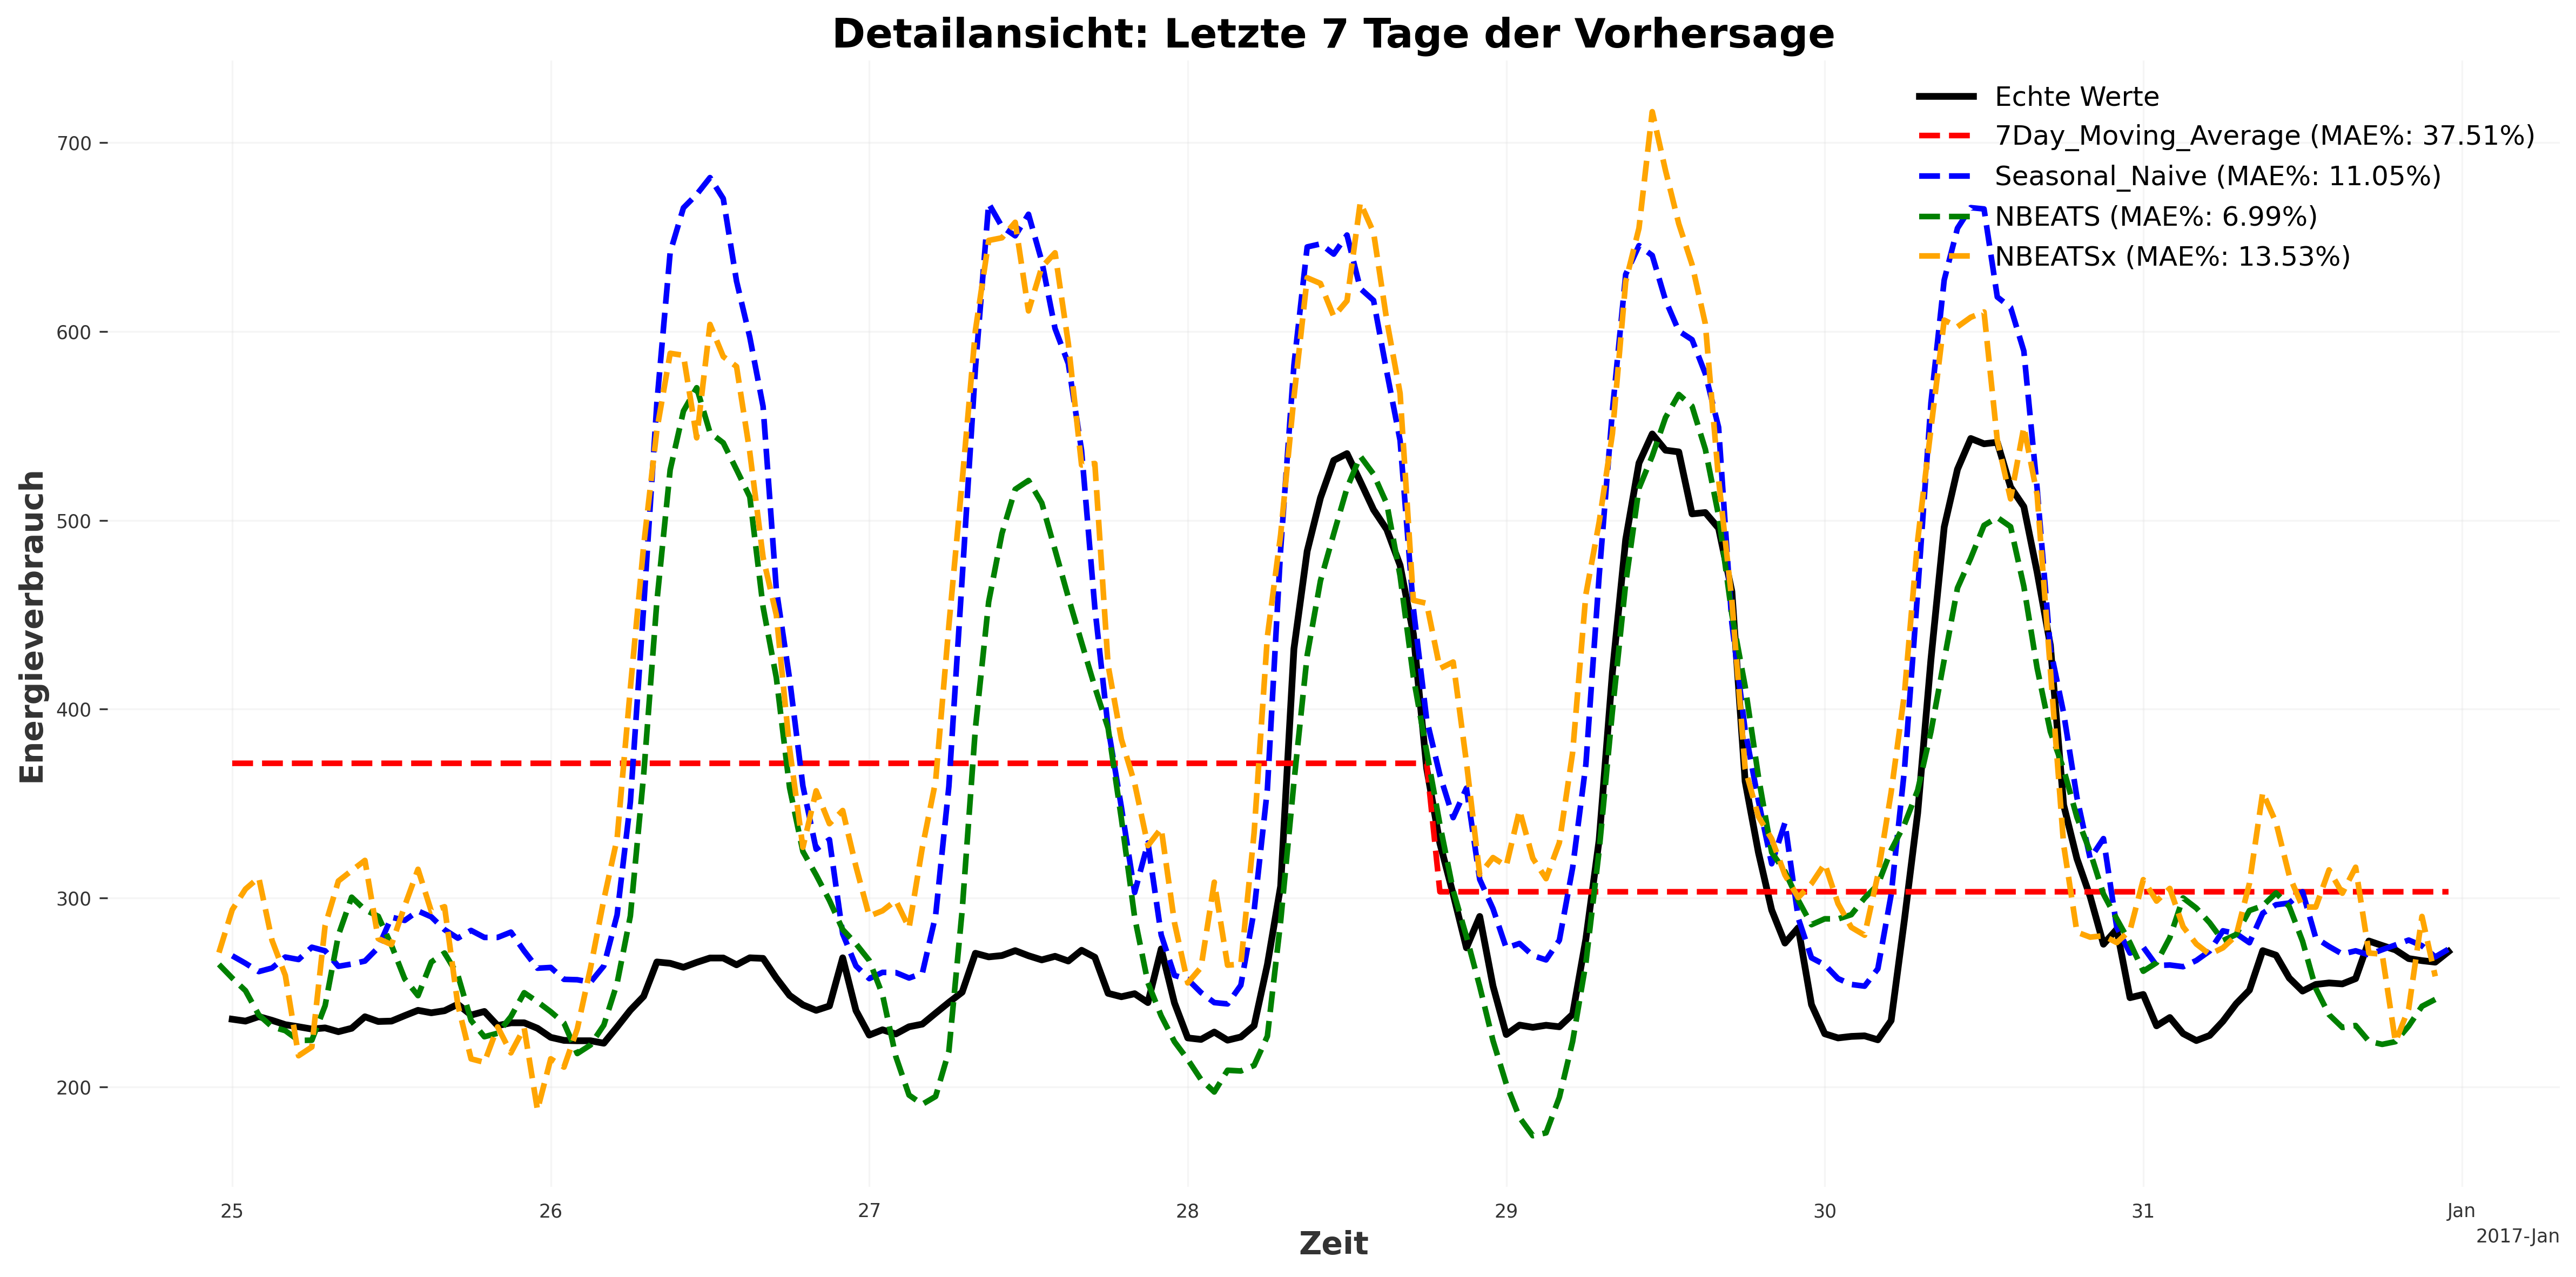 Detailansicht: Letzte 7 Tage der Vorhersage
Echte Werte
7Day_Moving_Average (MAE%: 37.51%)
Seasonal_Naive (MAE%: 11.05%)
NBEATS (MAE%: 6.99%)
NBEATSx (MAE%: 13.53%)
Energieverbrauch
700
600
500
400
300
200
25 26 27 28 29 30 31 Jan
2017-Jan
Zeit